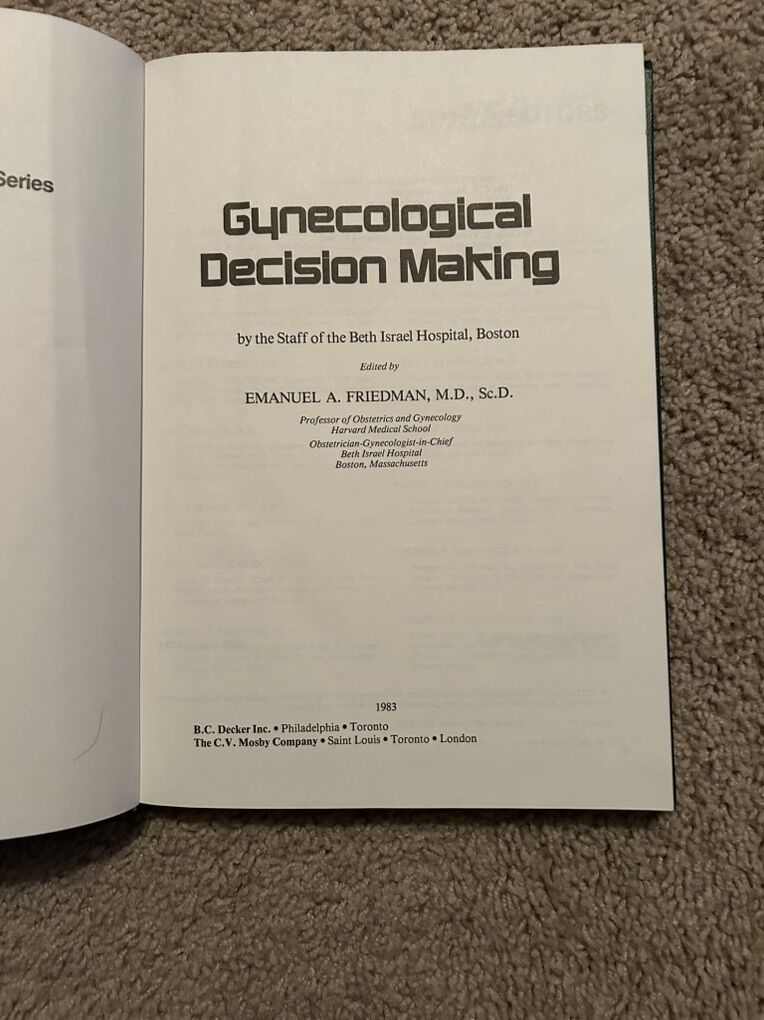 Series
Gynecological
Decision Making
by the Staff of the Beth Israel Hospital, Boston
Edited by
EMANUEL A. FRIEDMAN, M.D., Sc.D.
Professor of Obstetrics and Gynecology
Harvard Medical School
Obstetrician-Gynecologist-in-Chief
Beth Israel Hospital
Boston, Massachusetts
1983
B.C. Decker Inc. • Philadelphia • Toronto
The C.V. Mosby Company • Saint Louis • Toronto • London